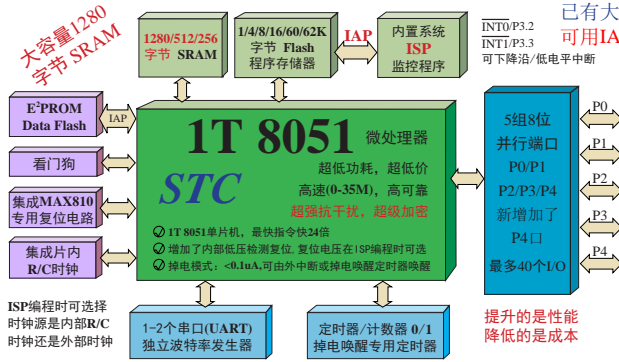 大容量1280
字节 SRAM
1280/512/256
字节 SRAM
1/4/8/16/60/62K
字节 Flash
程序存储器
IAP
内置系统
ISP
监控程序
INT0/P3.2
INT1/P3.3
可下降沿/低电平中断
已有大
可用IA
E²PROM
Data Flash
IAP
看门狗
集成MAX810
专用复位电路
集成片内
R/C时钟
1T 8051 微处理器
STC
超低功耗，超低价
高速(0-35M)，高可靠
超强抗干扰，超级加密
1T 8051单片机，最快指令快24倍
增加了内部低压检测复位, 复位电压在ISP编程时可选
掉电模式：<0.1uA,可由外中断或掉电唤醒定时器唤醒
5组8位
并行端口
P0/P1
P2/P3/P4
新增加了
P4口
最多40个I/O
P0
P1
P2
P3
P4
ISP编程时可选择
时钟源是内部R/C
时钟还是外部时钟
1-2个串口(UART)
独立波特率发生器
定时器/计数器 0/1
掉电唤醒专用定时器
提升的是性能
降低的是成本